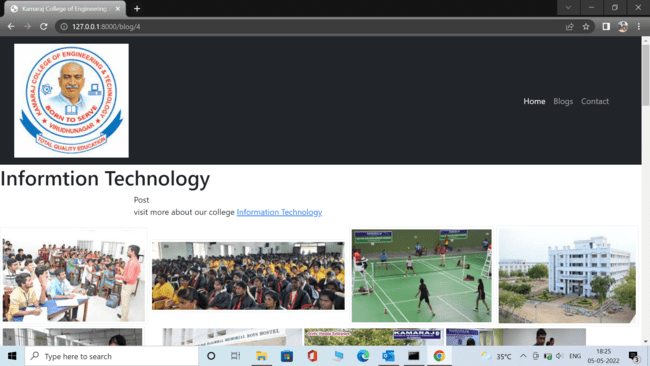 Kamaraj College of Engineering
127.0.0.1:8000/blog/4
KAMARAJ COLLEGE OF ENGINEERING & TECHNOLOGY
BORN TO SERVE
VIRUDHUNAGAR
TOTAL QUALITY EDUCATION
Home Blogs Contact
Informtion Technology
Post
visit more about our college Information Technology
KAMARAJ
Type here to search
35°C
ENG
18:25
05-05-2022
3